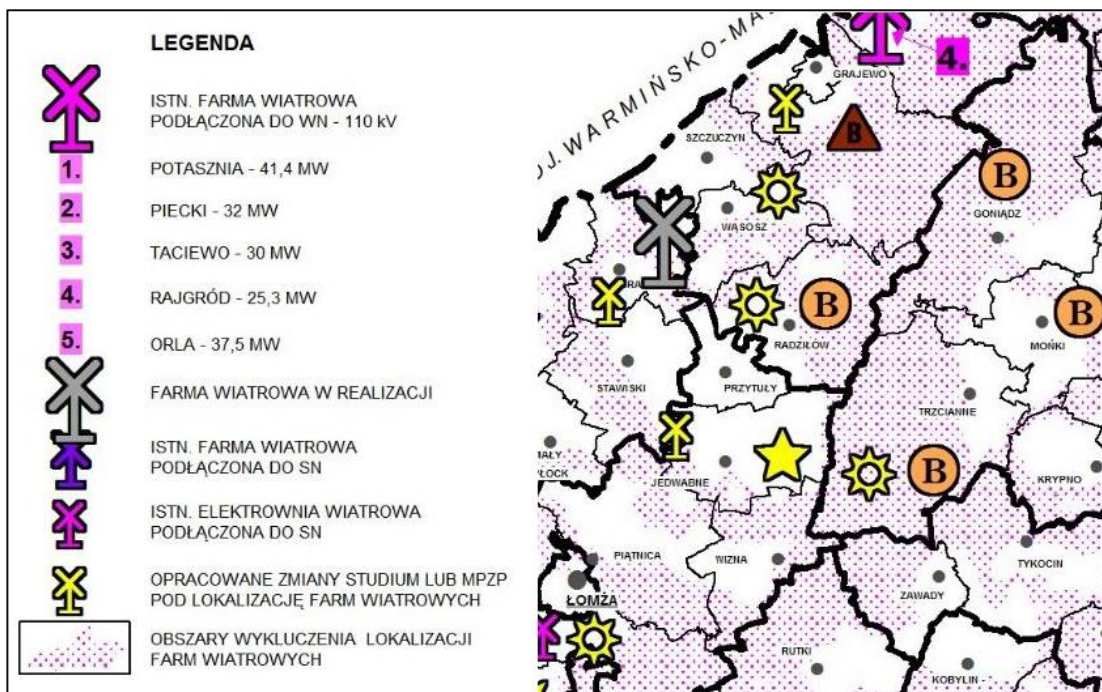 LEGENDA
ISTN. FARMA WIATROWA
PODŁĄCZONA DO WN - 110 kV
1. POTASZNIA - 41,4 MW
2. PIECKI - 32 MW
3. TACIEWO - 30 MW
4. RAJGRÓD - 25,3 MW
5. ORLA - 37,5 MW
FARMA WIATROWA W REALIZACJI
ISTN. FARMA WIATROWA
PODŁĄCZONA DO SN
ISTN. ELEKTROWNIA WIATROWA
PODŁĄCZONA DO SN
OPRACOWANE ZMIANY STUDIUM LUB MPZP
POD LOKALIZACJĘ FARM WIATROWYCH
OBSZARY WYKLUCZENIA LOKALIZACJI
FARM WIATROWYCH
OJ. WARMIŃSKO-MA
4.
GRAJEWO
B
SZCZUCZYN
B
GONIĄDZ
WĄSOSZ
RA
B
B
RADZIŁÓW
MOŃKI
STAWISKI
PRZYTUŁY
TRZCIANNE
MAŁY
PŁOCK
JEDWABNE
B
KRYPNO
PIĄTNICA
WIZNA
TYKOCIN
ZAWADY
ŁOMŻA
RUTKI
KOBYLIN -